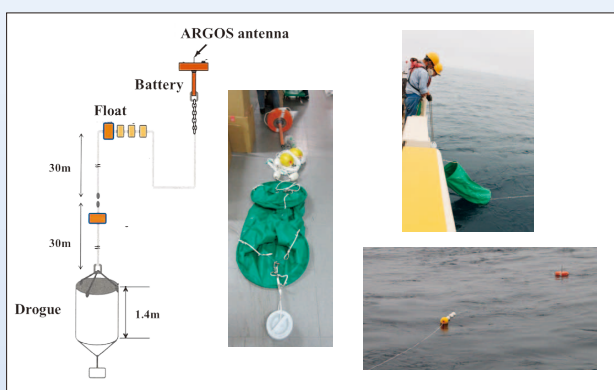 ARGOS antenna
Battery
Float
30m
30m
Drogue
1.4m